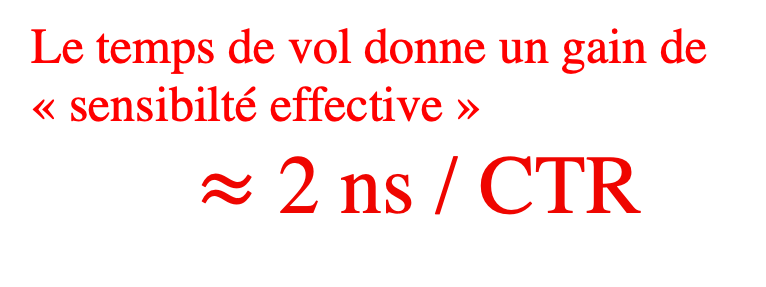 Le temps de vol donne un gain de
« sensibilté effective »
≈ 2 ns / CTR